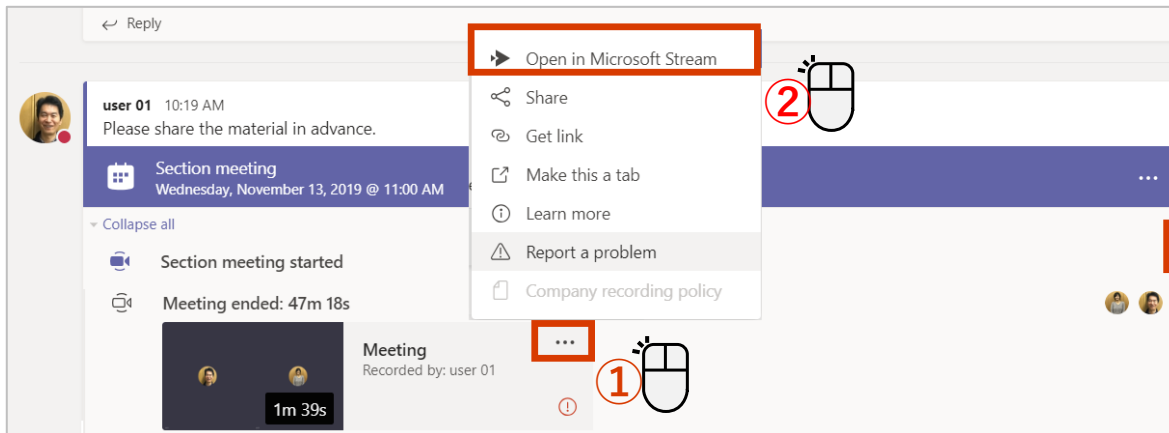 Reply
user 01 10:19 AM
Please share the material in advance.
Section meeting
Wednesday, November 13, 2019 @ 11:00 AM
Collapse all
Section meeting started
Meeting ended: 47m 18s
1m 39s
Meeting
Recorded by: user 01
Open in Microsoft Stream
Share
Get link
Make this a tab
Learn more
Report a problem
Company recording policy
①
②